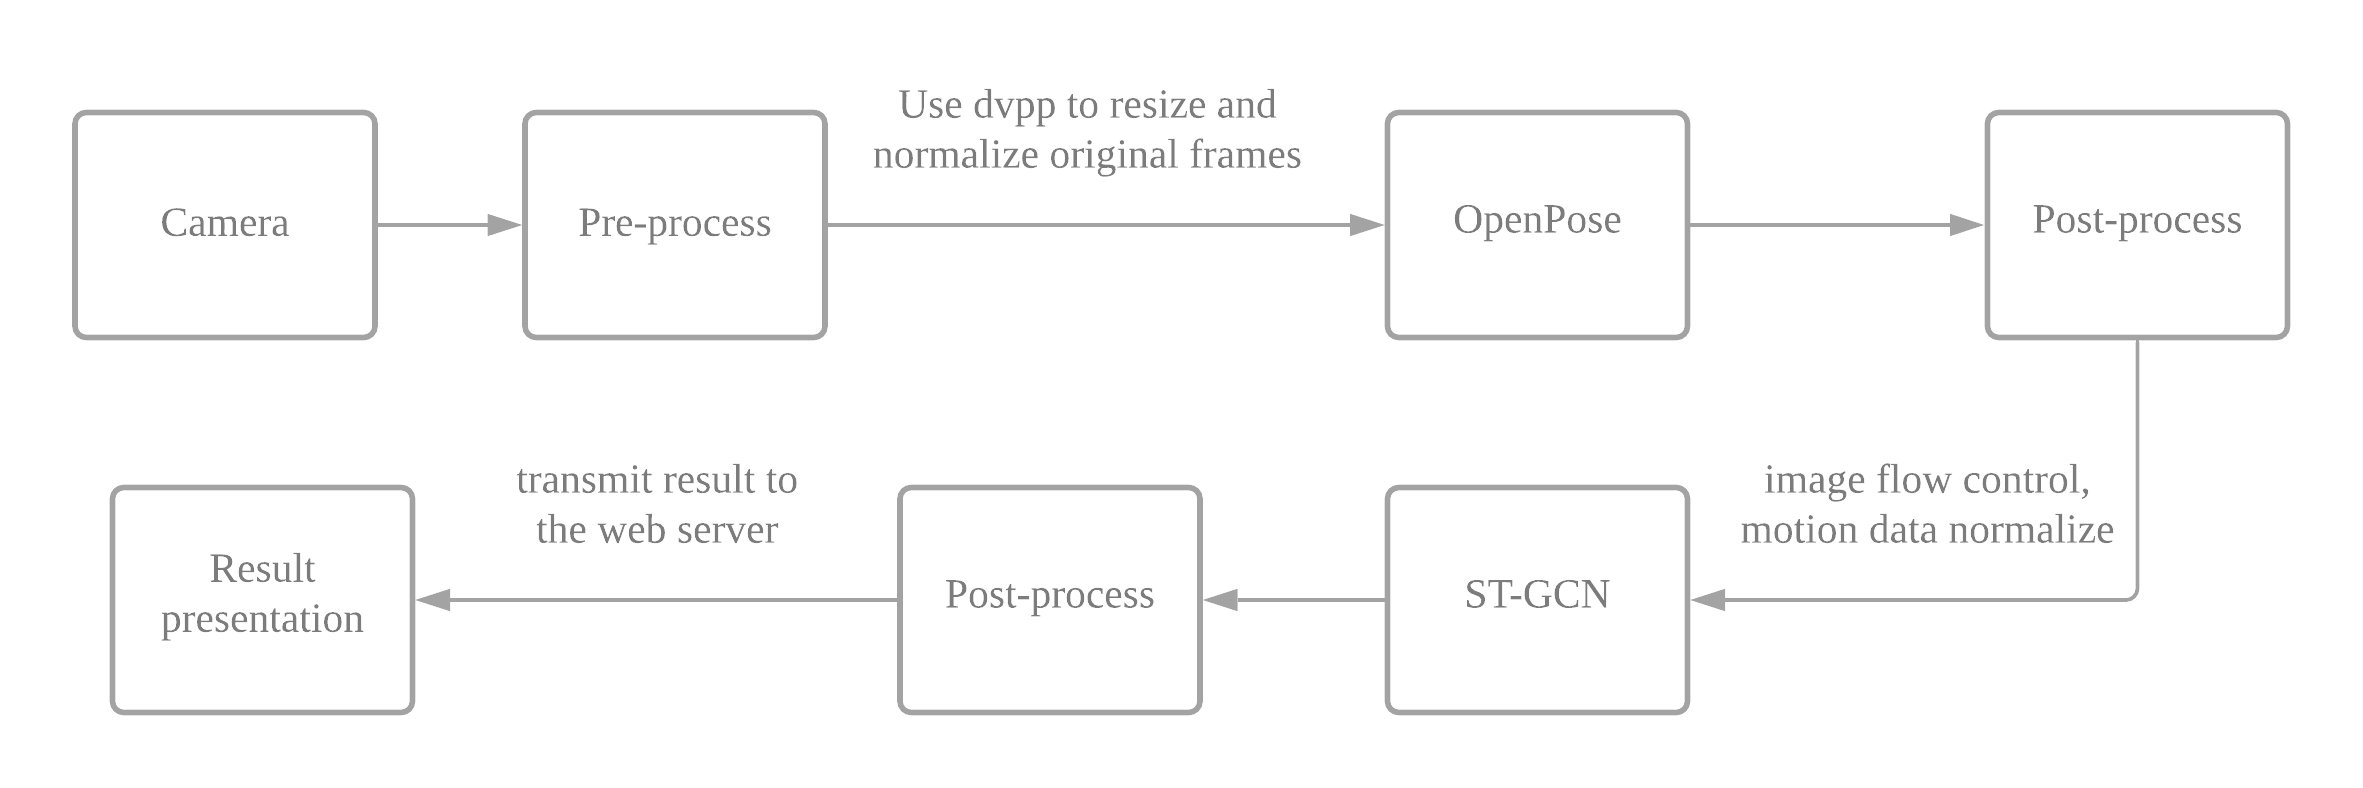 Use dvpp to resize and
normalize original frames
Camera
Pre-process
OpenPose
Post-process
transmit result to
the web server
image flow control,
motion data normalize
Result
presentation
Post-process
ST-GCN